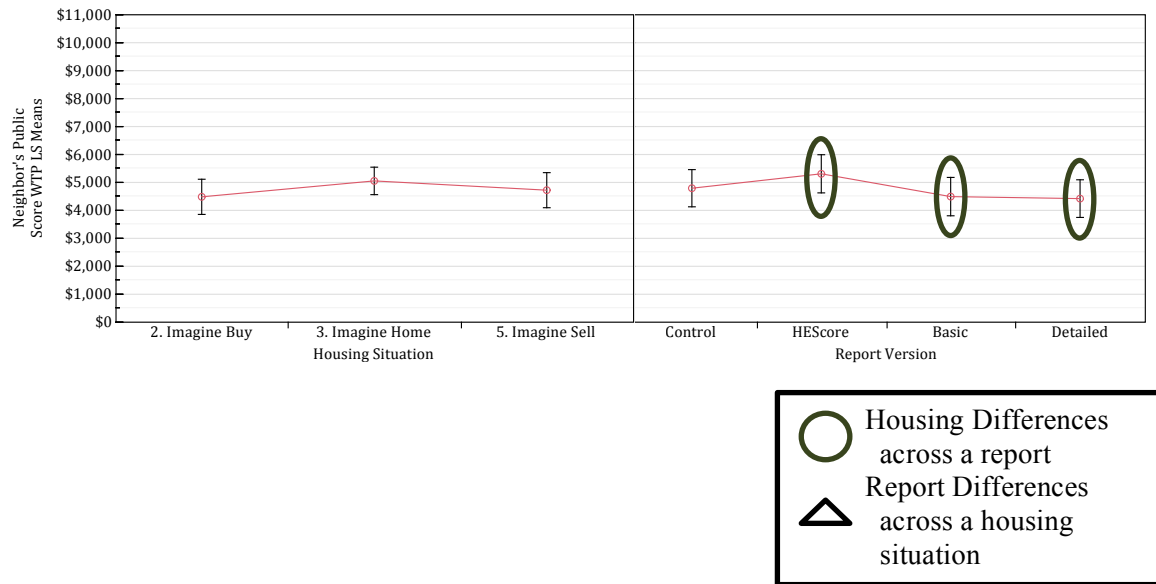 Neighbor's Public
Score WTP LS Means
$11,000
$10,000
$9,000
$8,000
$7,000
$6,000
$5,000
$4,000
$3,000
$2,000
$1,000
$0
2. Imagine Buy
3. Imagine Home
5. Imagine Sell
Control
HEScore
Basic
Detailed
Housing Situation
Report Version
Housing Differences
across a report
Report Differences
across a housing
situation